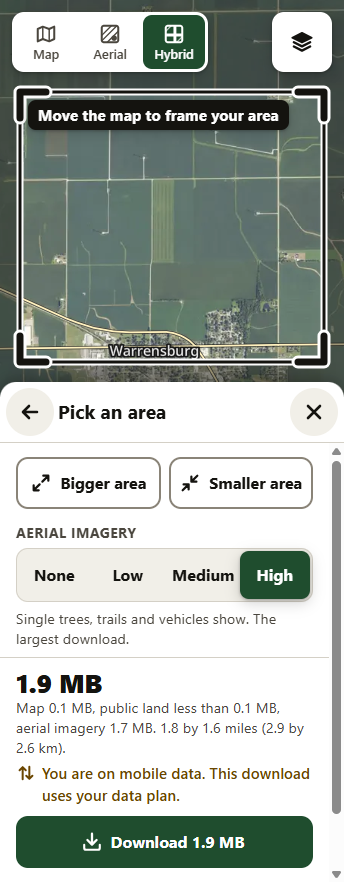 Map
Aerial
Hybrid
Move the map to frame your area
Warrensburg
Pick an area
Bigger area
Smaller area
AERIAL IMAGERY
None
Low
Medium
High
Single trees, trails and vehicles show. The
largest download.
1.9 MB
Map 0.1 MB, public land less than 0.1 MB,
aerial imagery 1.7 MB. 1.8 by 1.6 miles (2.9 by
2.6 km).
You are on mobile data. This download
uses your data plan.
Download 1.9 MB